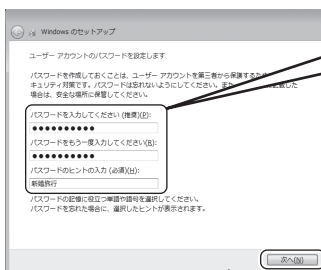 Windows のセットアップ
ユーザー アカウントのパスワードを設定します
パスワードを作成しておくことは、ユーザー アカウントを第三者から保護するための
キュリティ対策です。パスワードは忘れないようにしてください。また
した
場合は、安全な場所に保管してください。
パスワードを入力してください (推奨)(P):
●●●●●●●●●●
パスワードをもう一度入力してください(R):
●●●●●●●●●●
パスワードのヒントの入力 (必須)(H):
新婚旅行
パスワードの記憶に役立つ単語や語句を選択してください。
パスワードを忘れた場合に、選択したヒントが表示されます。
次へ(N)